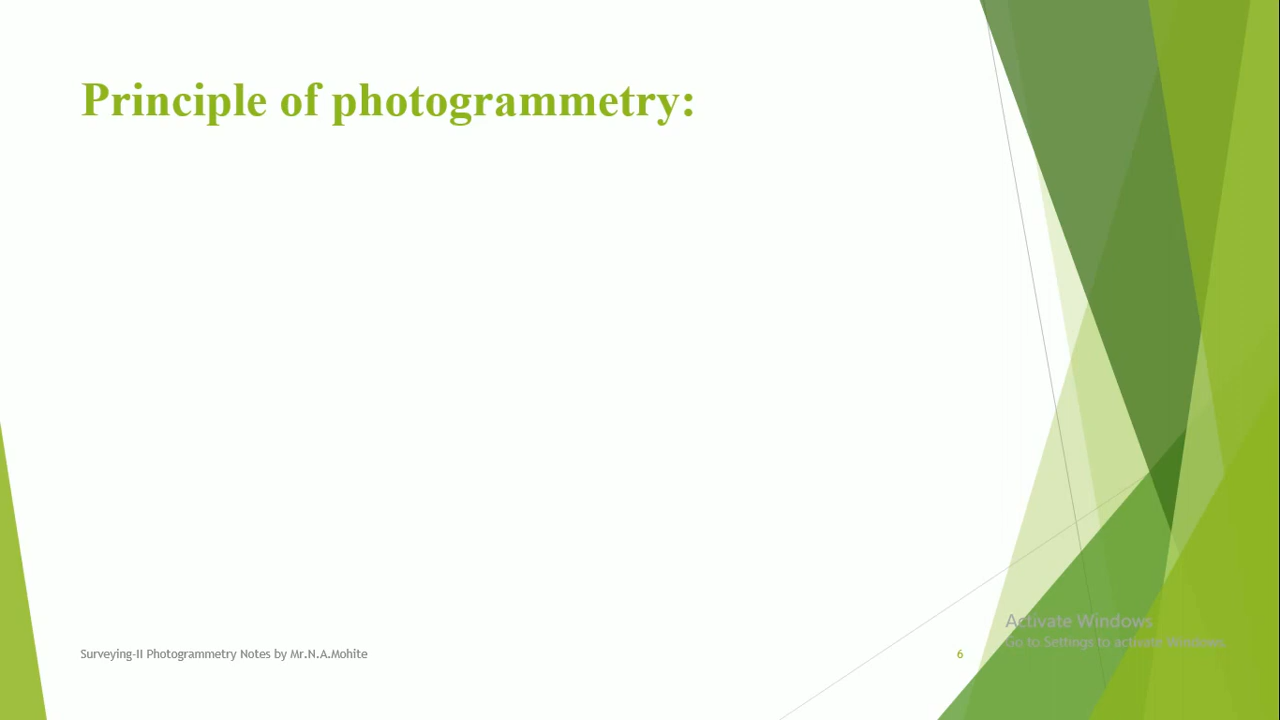 Principle of photogrammetry:
Activate Windows
Go to Settings to activate Windows.
Surveying-II Photogrammetry Notes by Mr.N.A.Mohite
6